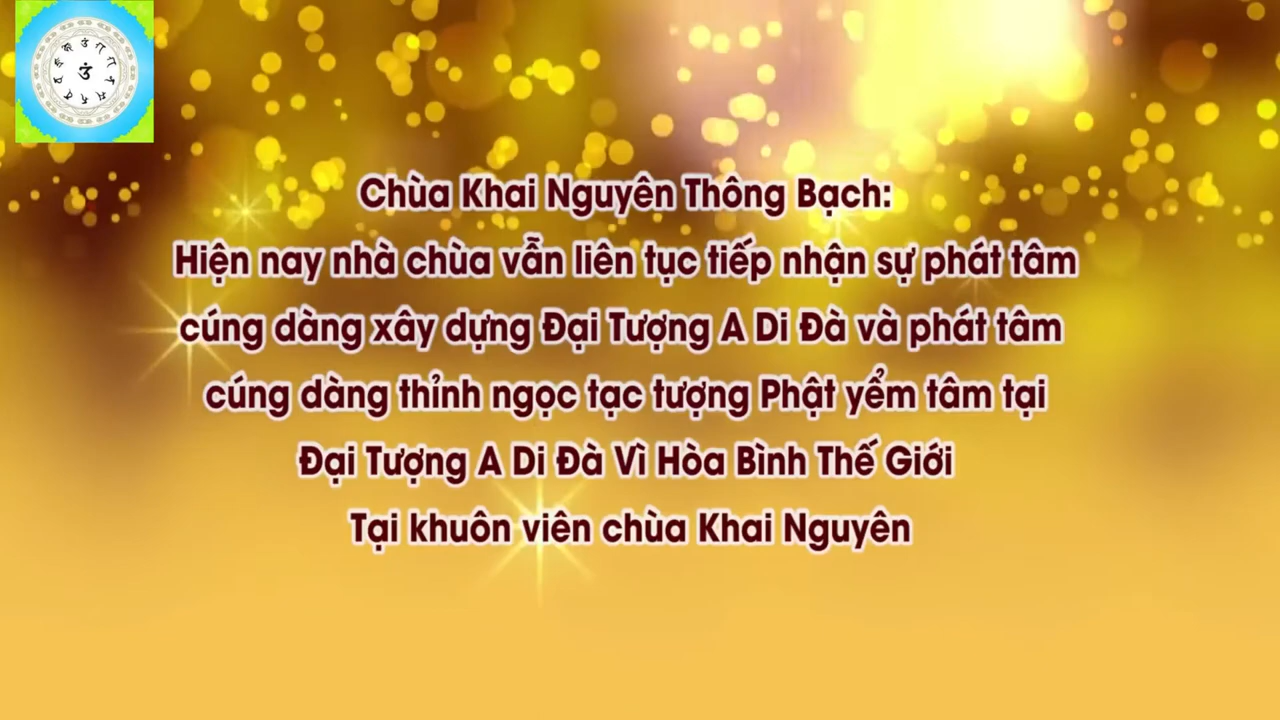 Chùa Khai Nguyên Thông Bạch:
Hiện nay nhà chùa vẫn liên tục tiếp nhận sự phát tâm
cúng dàng xây dựng Đại Tượng A Di Đà và phát tâm
cúng dàng thỉnh ngọc tạc tượng Phật yểm tâm tại
Đại Tượng A Di Đà Vì Hòa Bình Thế Giới
Tại khuôn viên chùa Khai Nguyên